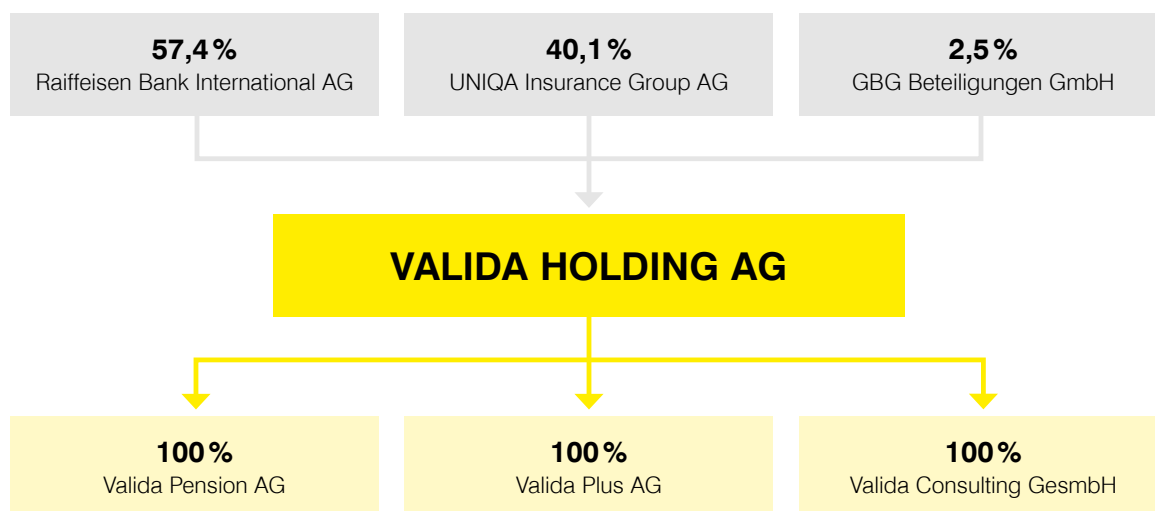 57,4 %
Raiffeisen Bank International AG
40,1 %
UNIQA Insurance Group AG
2,5 %
GBG Beteiligungen GmbH
VALIDA HOLDING AG
100 %
Valida Pension AG
100 %
Valida Plus AG
100 %
Valida Consulting GesmbH